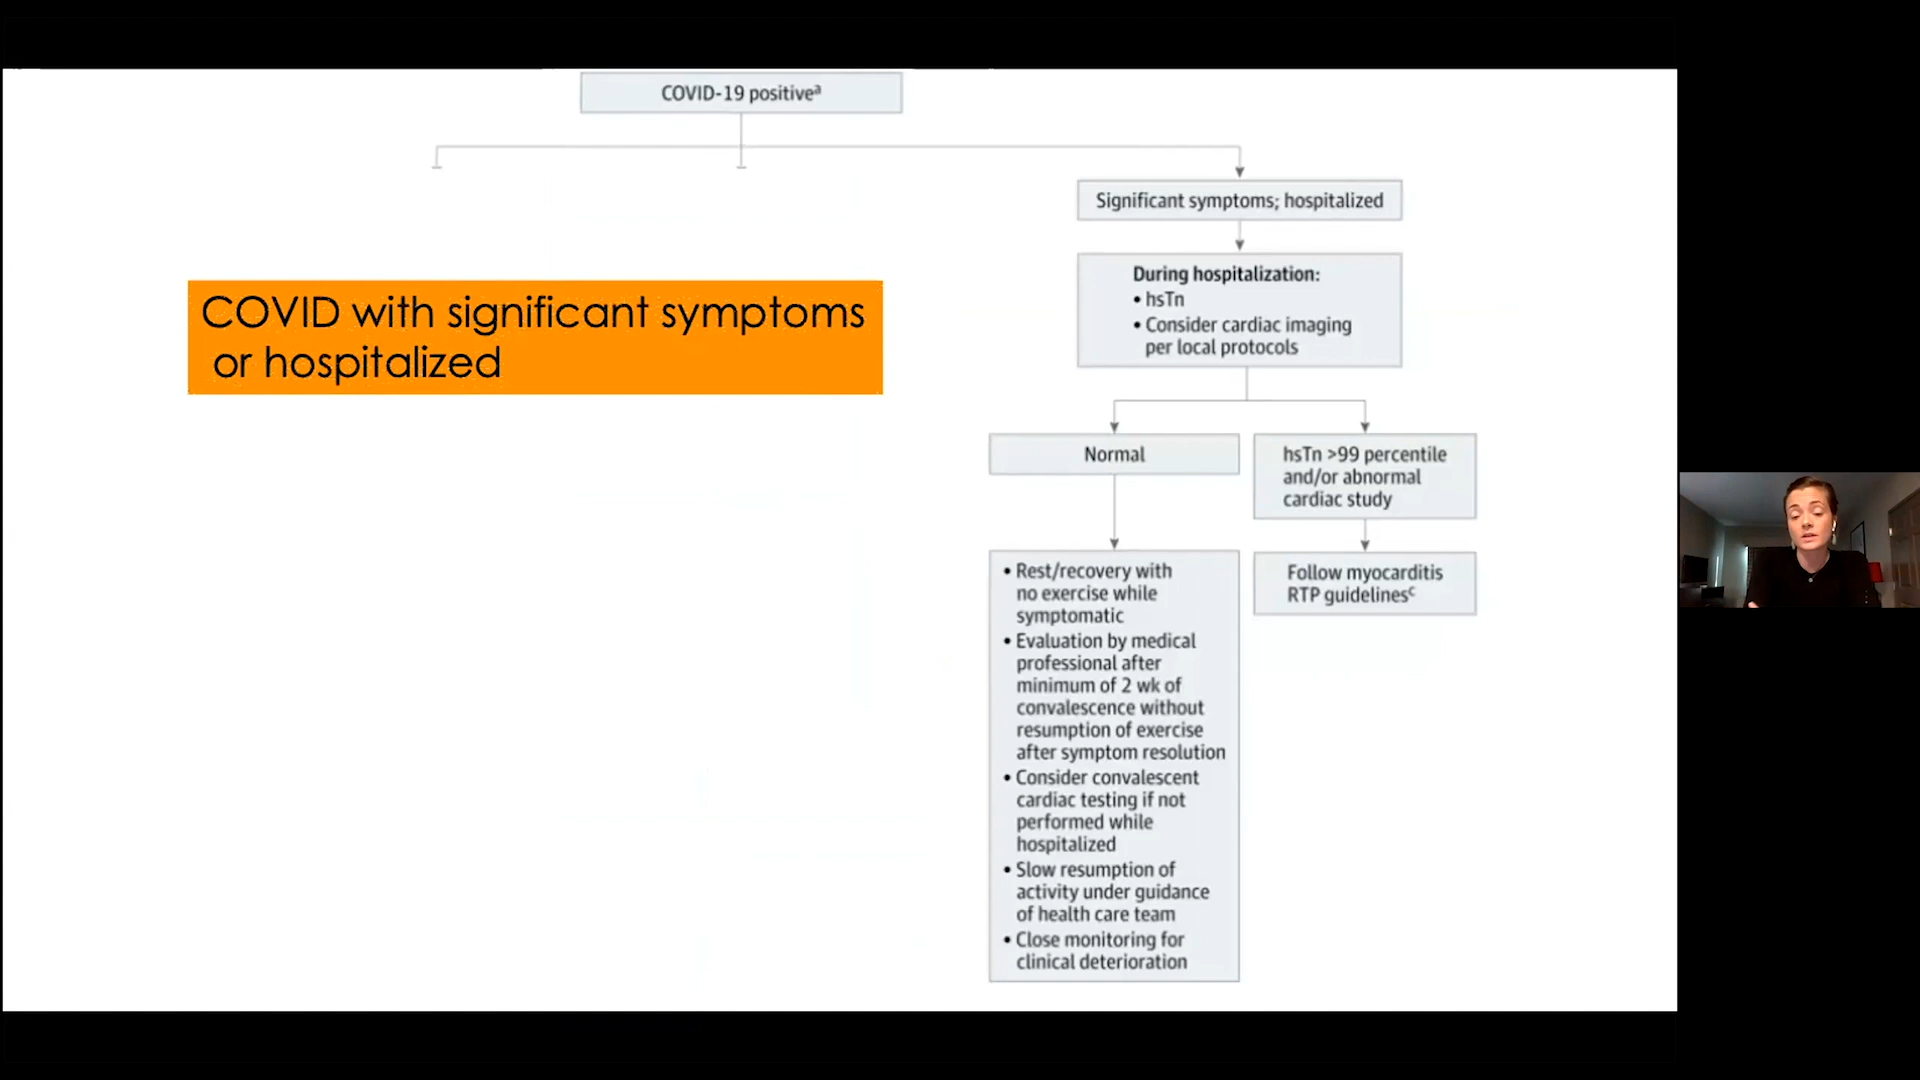 COVID-19 positiveᵃ
Significant symptoms; hospitalized
During hospitalization:
• hsTn
• Consider cardiac imaging
per local protocols
COVID with significant symptoms
or hospitalized
Normal
hsTn >99 percentile
and/or abnormal
cardiac study
• Rest/recovery with
no exercise while
symptomatic
• Evaluation by medical
professional after
minimum of 2 wk of
convalescence without
resumption of exercise
after symptom resolution
• Consider convalescent
cardiac testing if not
performed while
hospitalized
• Slow resumption of
activity under guidance
of health care team
• Close monitoring for
clinical deterioration
Follow myocarditis
RTP guidelinesᶜ